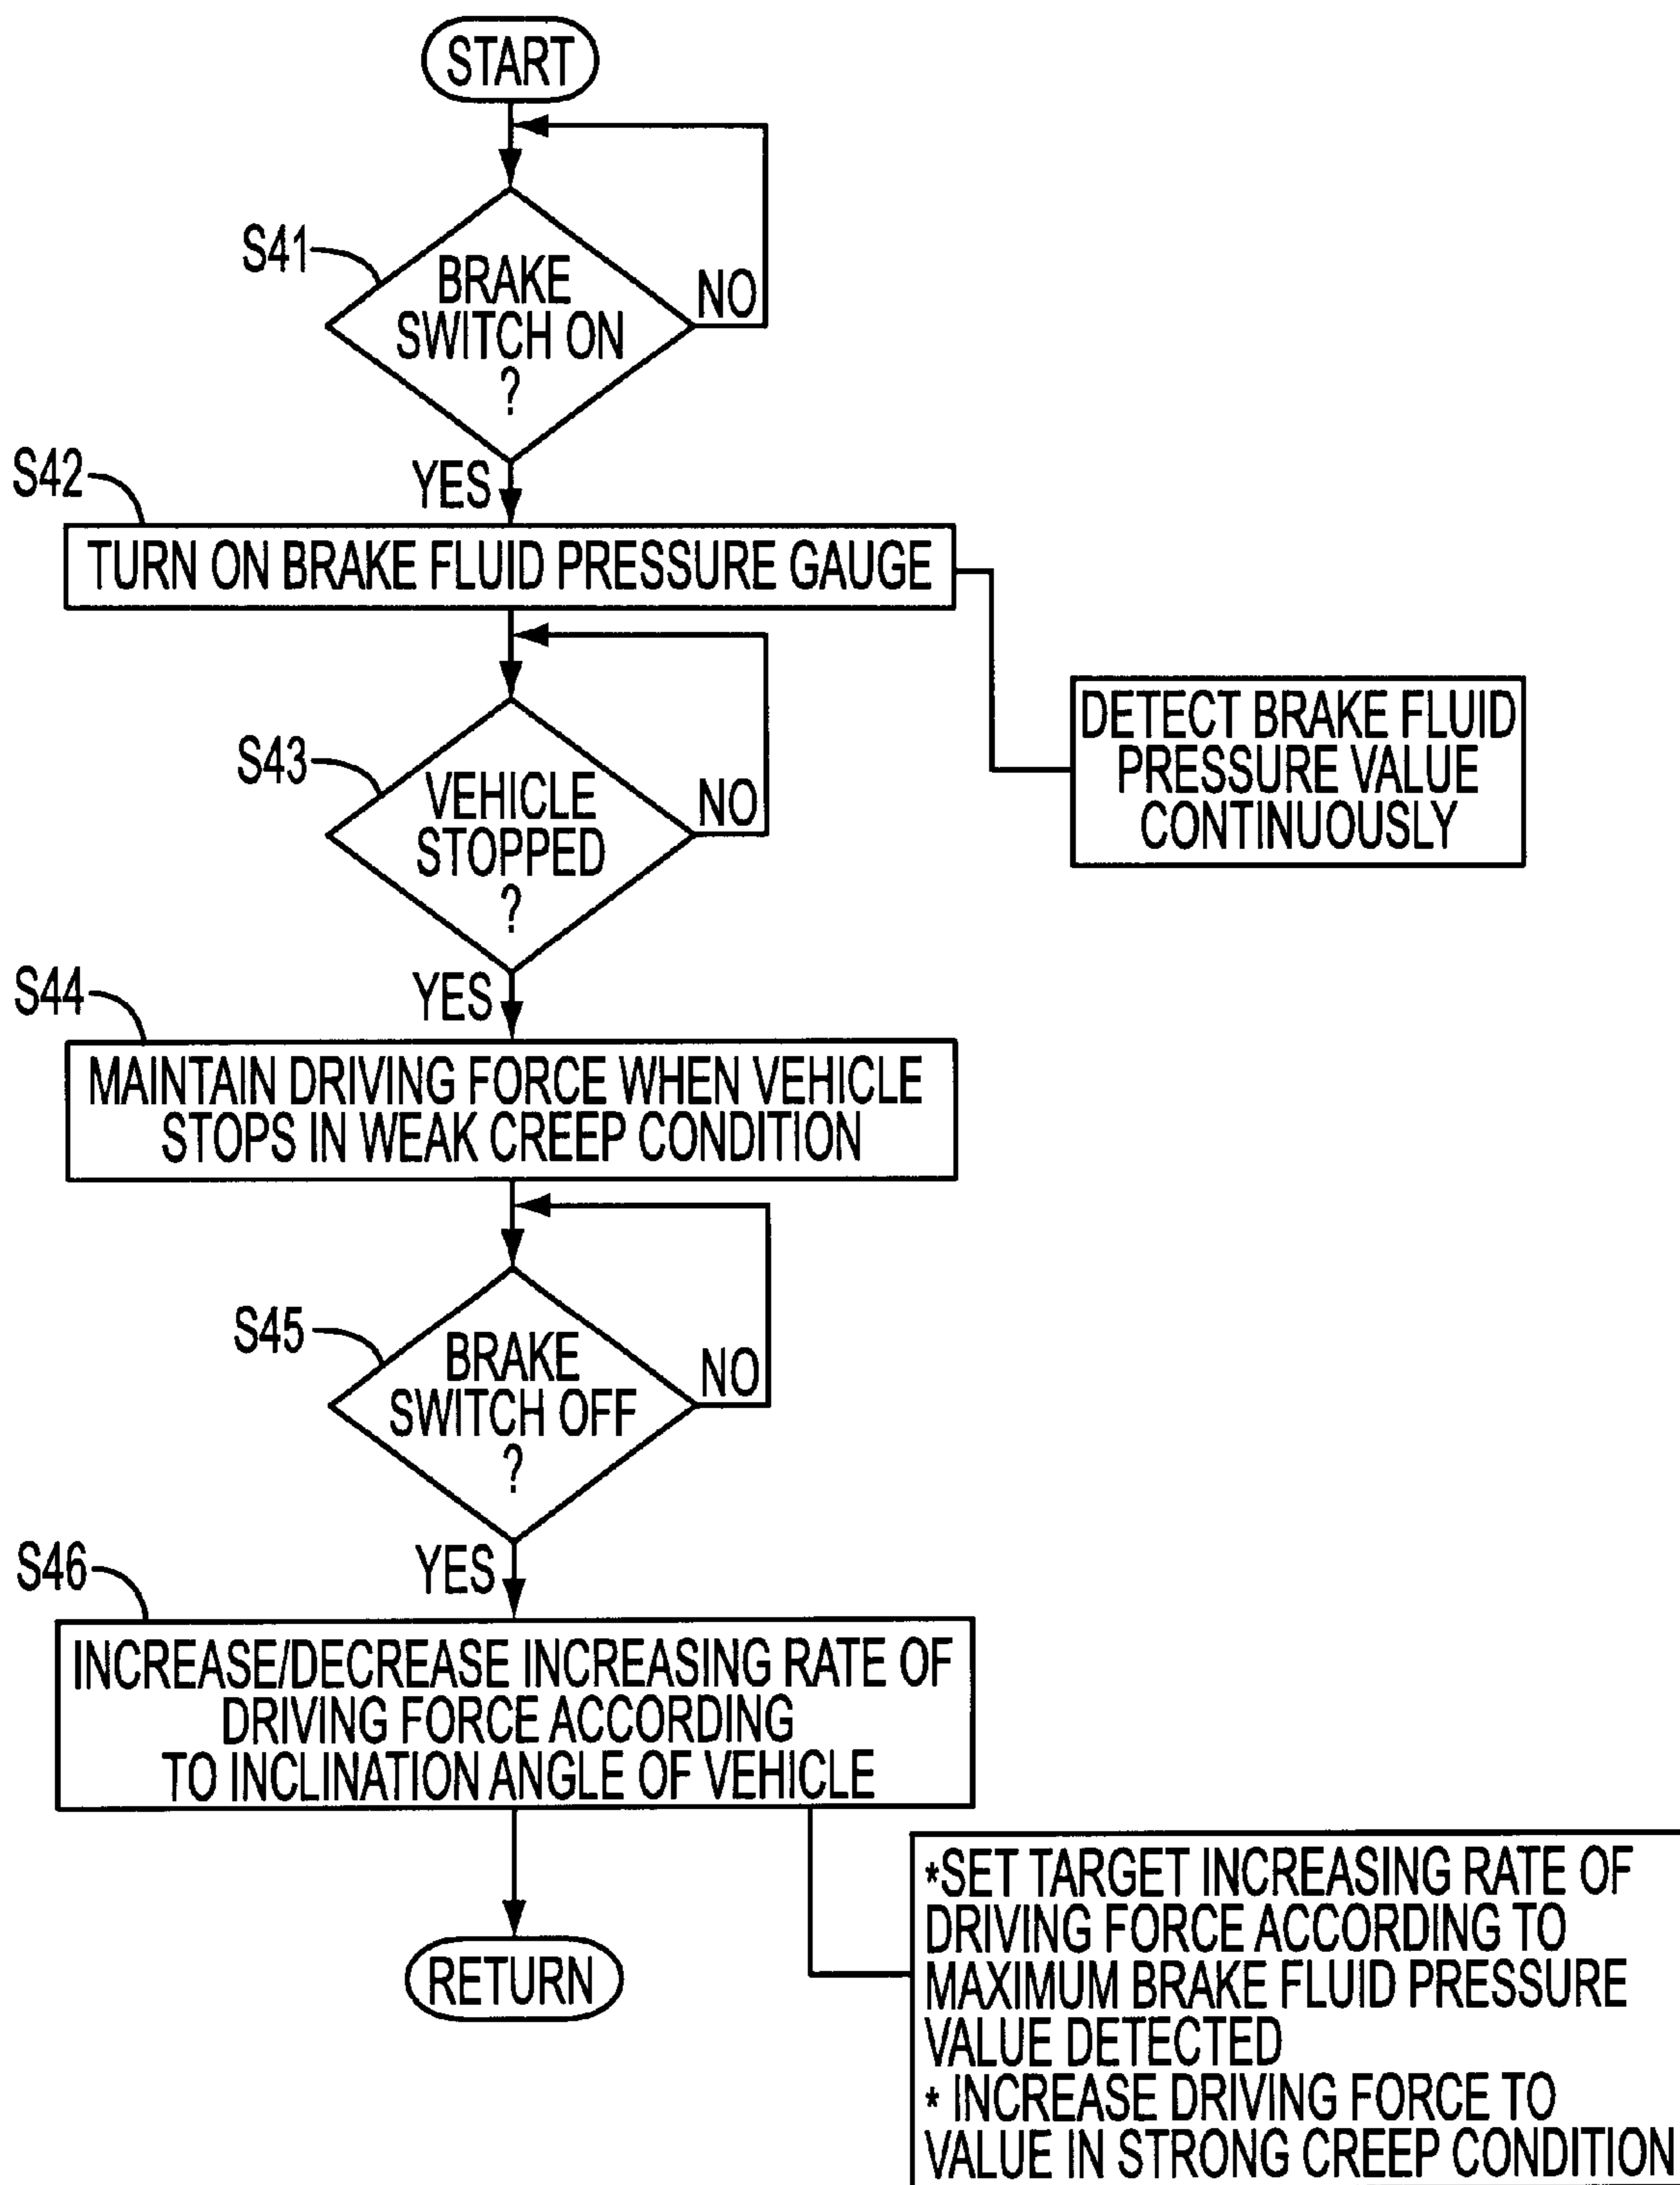 START
S41
BRAKE
SWITCH ON
?
NO
YES
S42
TURN ON BRAKE FLUID PRESSURE GAUGE
DETECT BRAKE FLUID
PRESSURE VALUE
CONTINUOUSLY
S43
VEHICLE
STOPPED
?
NO
YES
S44
MAINTAIN DRIVING FORCE WHEN VEHICLE
STOPS IN WEAK CREEP CONDITION
S45
BRAKE
SWITCH OFF
?
NO
YES
S46
INCREASE/DECREASE INCREASING RATE OF
DRIVING FORCE ACCORDING
TO INCLINATION ANGLE OF VEHICLE
*SET TARGET INCREASING RATE OF
DRIVING FORCE ACCORDING TO
MAXIMUM BRAKE FLUID PRESSURE
VALUE DETECTED
* INCREASE DRIVING FORCE TO
VALUE IN STRONG CREEP CONDITION
RETURN